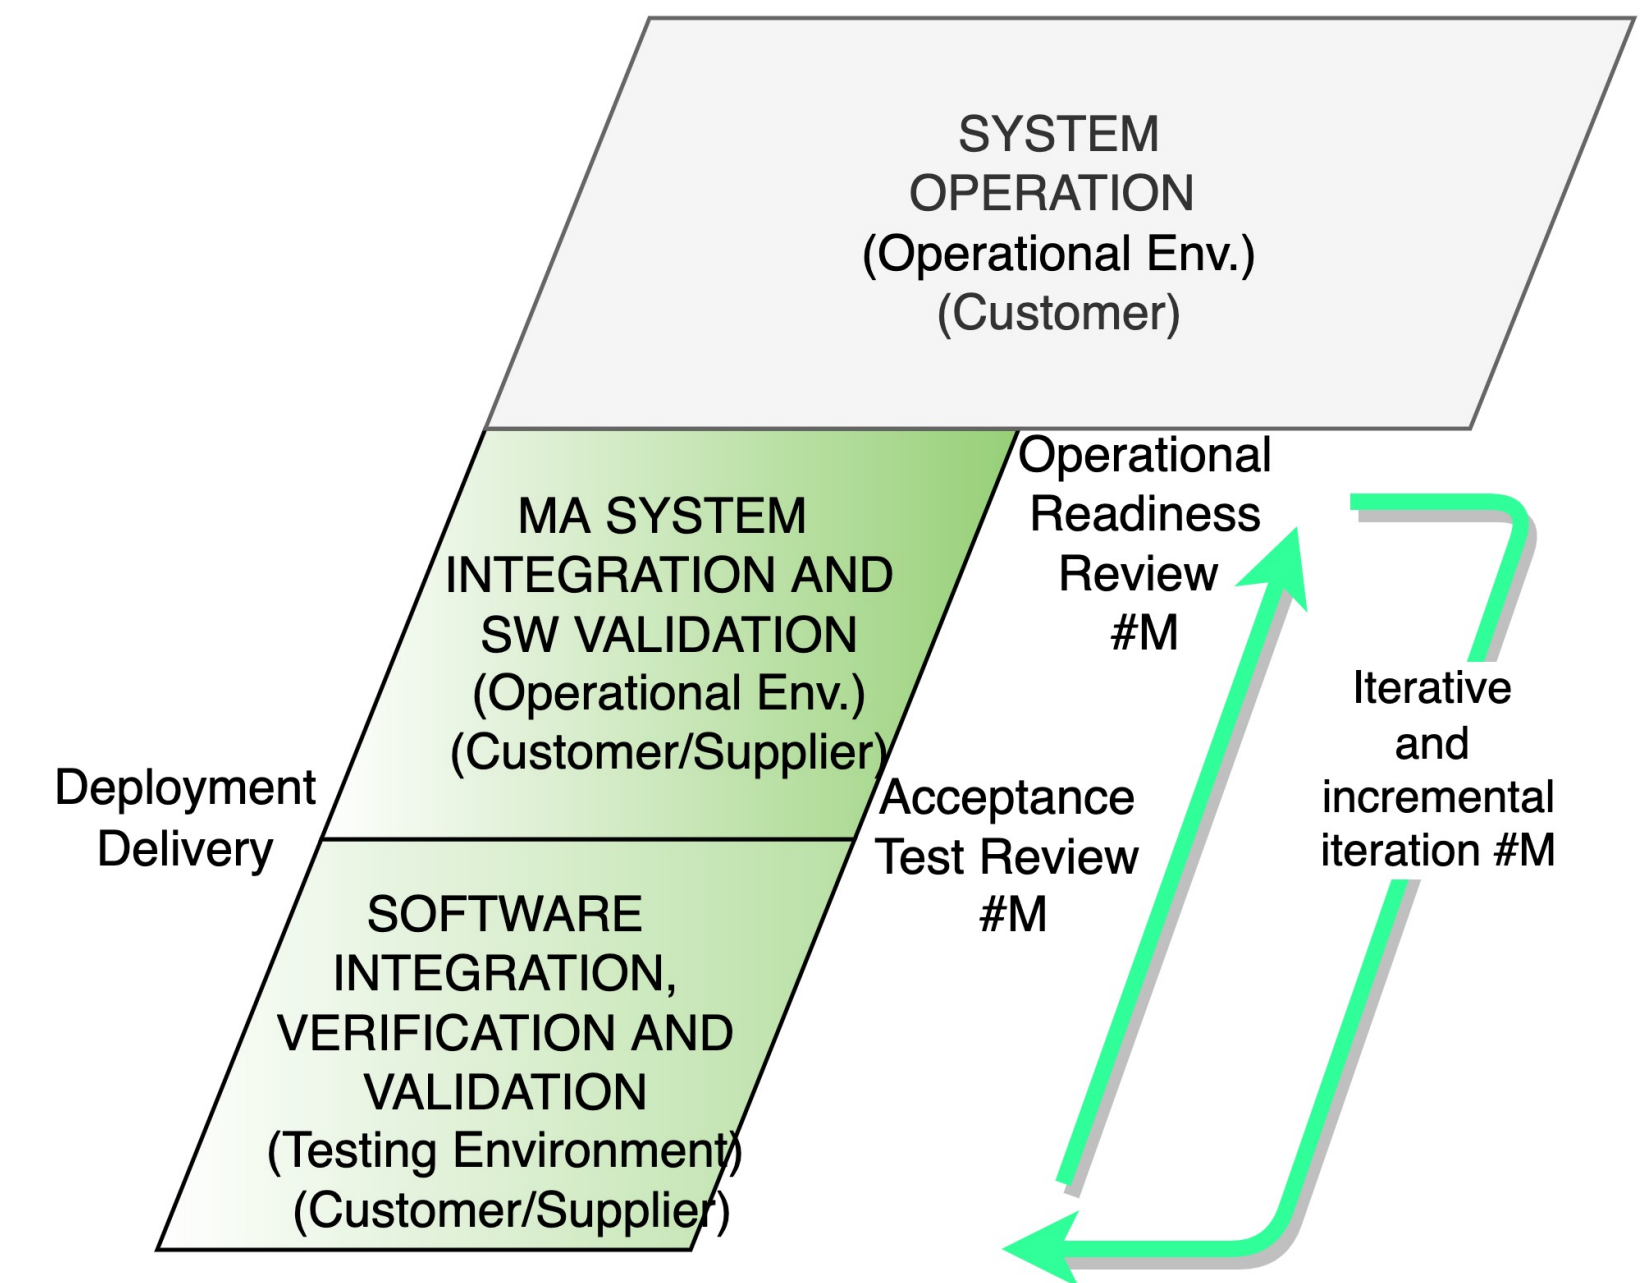 SYSTEM
OPERATION
(Operational Env.)
(Customer)
Operational
Readiness
Review
#M
MA SYSTEM
INTEGRATION AND
SW VALIDATION
(Operational Env.)
(Customer/Supplier)
Iterative
and
incremental
iteration #M
Deployment
Delivery
Acceptance
Test Review
#M
SOFTWARE
INTEGRATION,
VERIFICATION AND
VALIDATION
(Testing Environment)
(Customer/Supplier)